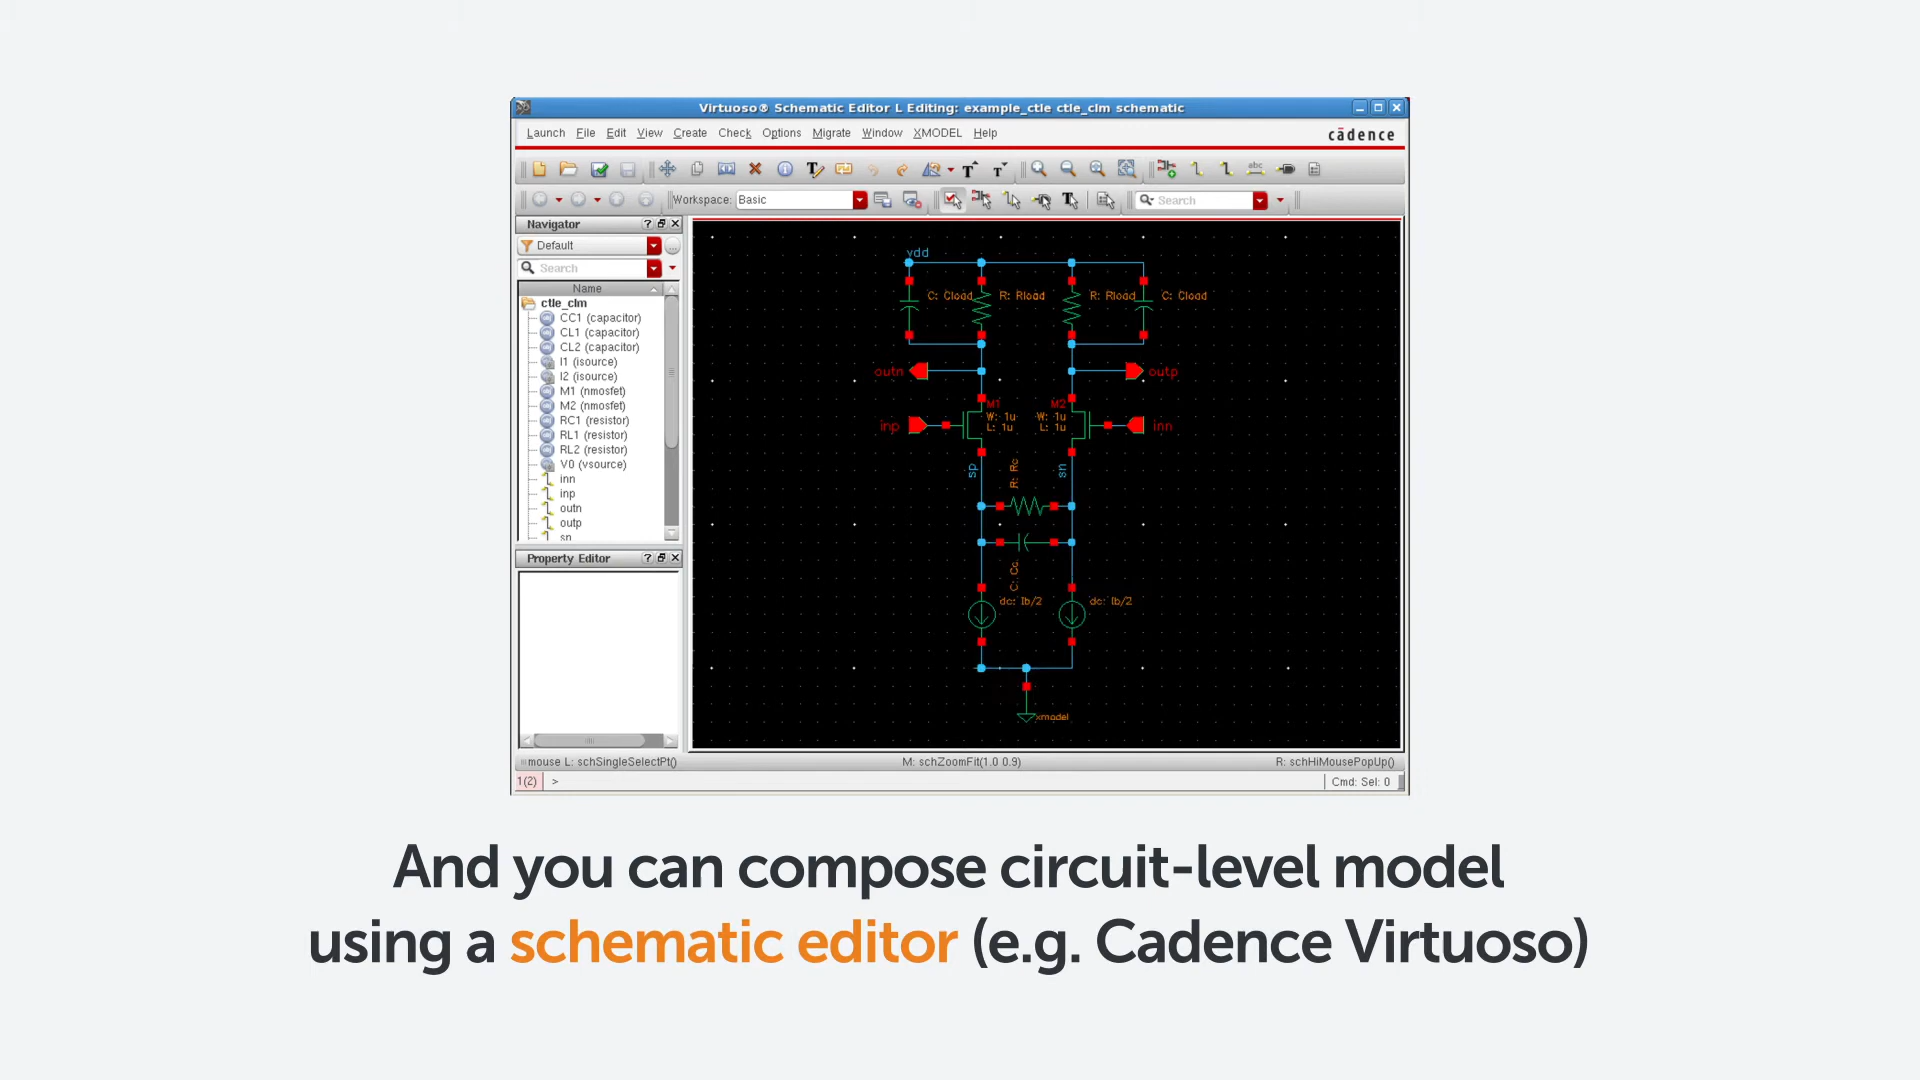 Virtuoso® Schematic Editor L Editing: example_ctle ctle_clm schematic
Launch File Edit View Create Check Options Migrate Window XMODEL Help
cādence
Workspace: Basic
Search
Navigator
Default
Search
Name
ctle_clm
CC1 (capacitor)
CL1 (capacitor)
CL2 (capacitor)
I1 (isource)
I2 (isource)
M1 (nmosfet)
M2 (nmosfet)
RC1 (resistor)
RL1 (resistor)
RL2 (resistor)
V0 (vsource)
inn
inp
outn
outp
sn
Property Editor
vdd
C: Cload R: Rload R: Rload C: Cload
outn outp
M1 M2
W: 1u W: 1u
L: 1u L: 1u
inp inn
sp R: Rc sn
C: Cc
dc: Ib/2 dc: Ib/2
xmodel
mouse L: schSingleSelectPt() M: schZoomFit(1.0 0.9) R: schHiMousePopUp()
1(2) > Cmd: Sel: 0
And you can compose circuit-level model
using a schematic editor (e.g. Cadence Virtuoso)